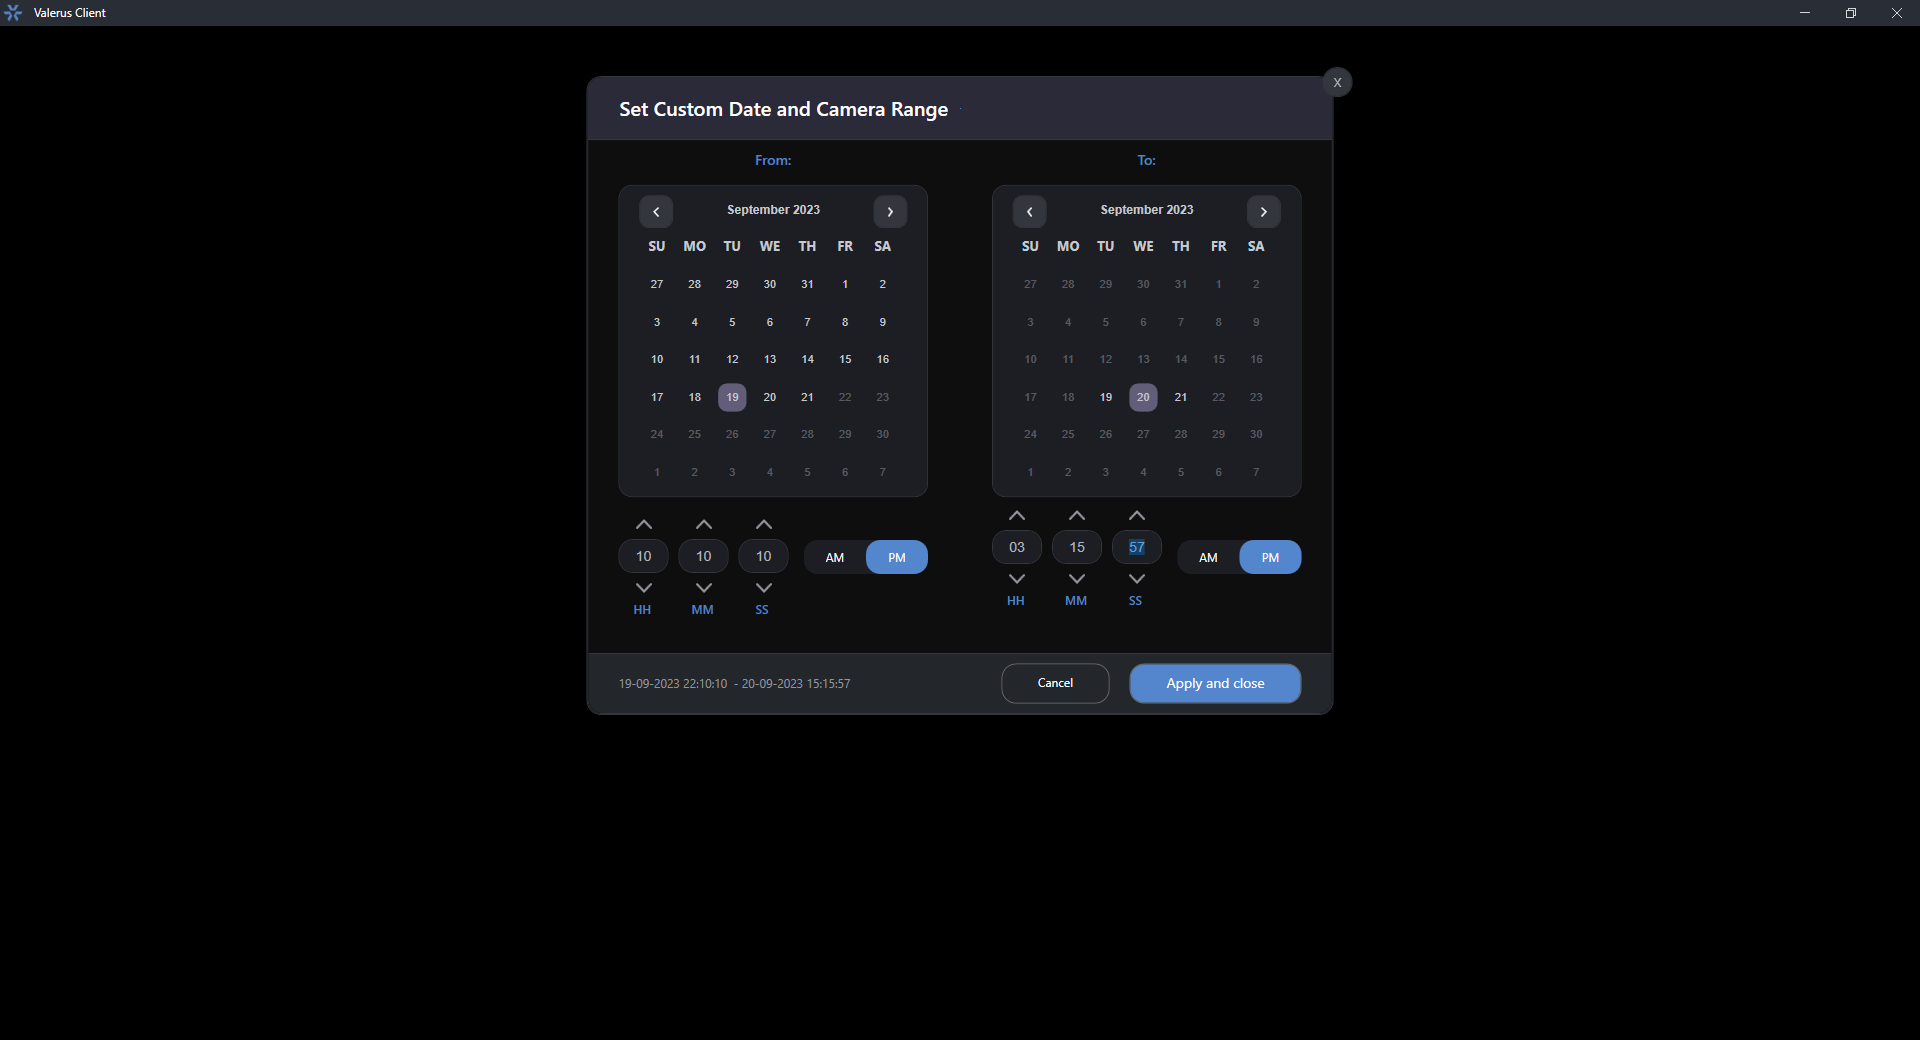 Valerus Client
X
Set Custom Date and Camera Range
From:
To:
September 2023
SU MO TU WE TH FR SA
27 28 29 30 31 1 2
3 4 5 6 7 8 9
10 11 12 13 14 15 16
17 18 19 20 21 22 23
24 25 26 27 28 29 30
1 2 3 4 5 6 7
September 2023
SU MO TU WE TH FR SA
27 28 29 30 31 1 2
3 4 5 6 7 8 9
10 11 12 13 14 15 16
17 18 19 20 21 22 23
24 25 26 27 28 29 30
1 2 3 4 5 6 7
10 10 10 AM PM
HH MM SS
03 15 57 AM PM
HH MM SS
19-09-2023 22:10:10 - 20-09-2023 15:15:57
Cancel
Apply and close